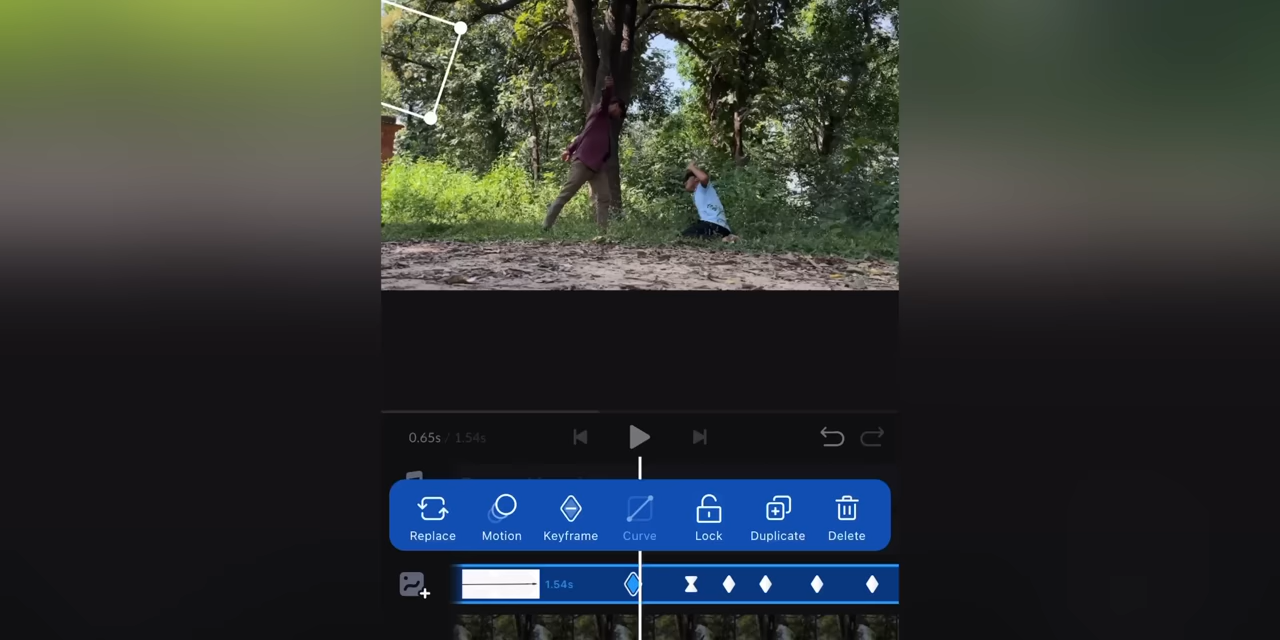 0.65s / 1.54s
Replace Motion Keyframe Curve Lock Duplicate Delete
1.54s